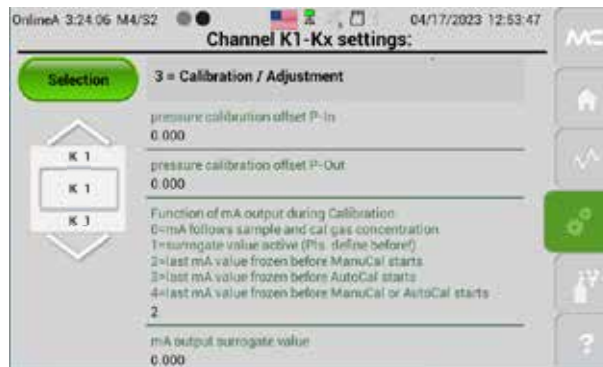 OnlineA 3:24.06 M4/S2 04/17/2023 12:53:47
Channel K1-Kx settings:
MC
Selection
3 = Calibration / Adjustment
pressure calibration offset P-In
0.000
K 1
K 1
K 1
pressure calibration offset P-Out
0.000
Function of mA output during Calibration
0=mA follows sample and cal gas concentration
1=surrogate value active (Pls. define before!)
2=last mA value frozen before ManuCal starts
3=last mA value frozen before AutoCal starts
4=last mA value frozen before ManuCal or AutoCal starts
2
mA output surrogate value
0.000
?